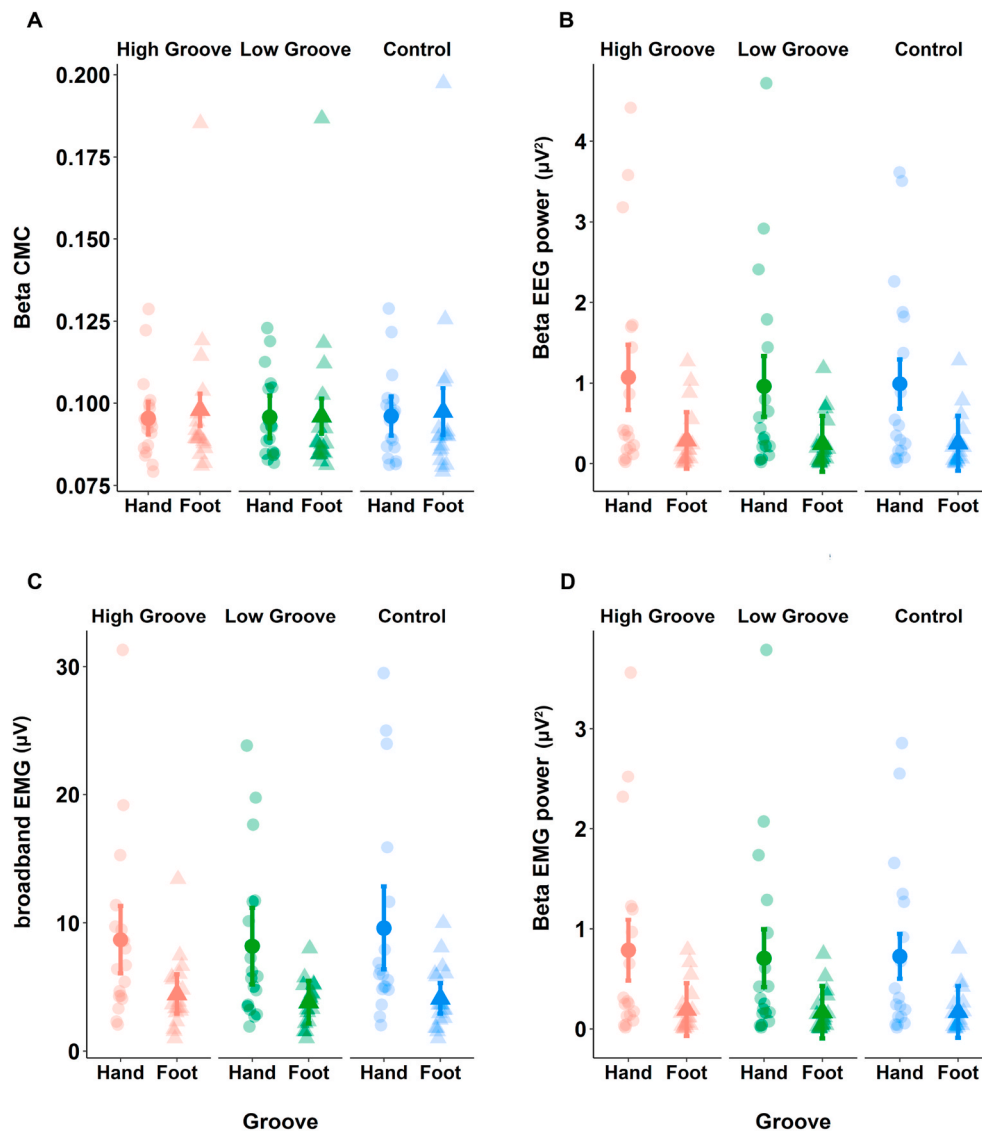 A
High Groove Low Groove Control
Beta CMC
0.200
0.175
0.150
0.125
0.100
0.075
Hand Foot Hand Foot Hand Foot
B
High Groove Low Groove Control
Beta EEG power (µV²)
4
3
2
1
0
Hand Foot Hand Foot Hand Foot
C
High Groove Low Groove Control
broadband EMG (µV)
30
20
10
0
Hand Foot Hand Foot Hand Foot
Groove
D
High Groove Low Groove Control
Beta EMG power (µV²)
3
2
1
0
Hand Foot Hand Foot Hand Foot
Groove